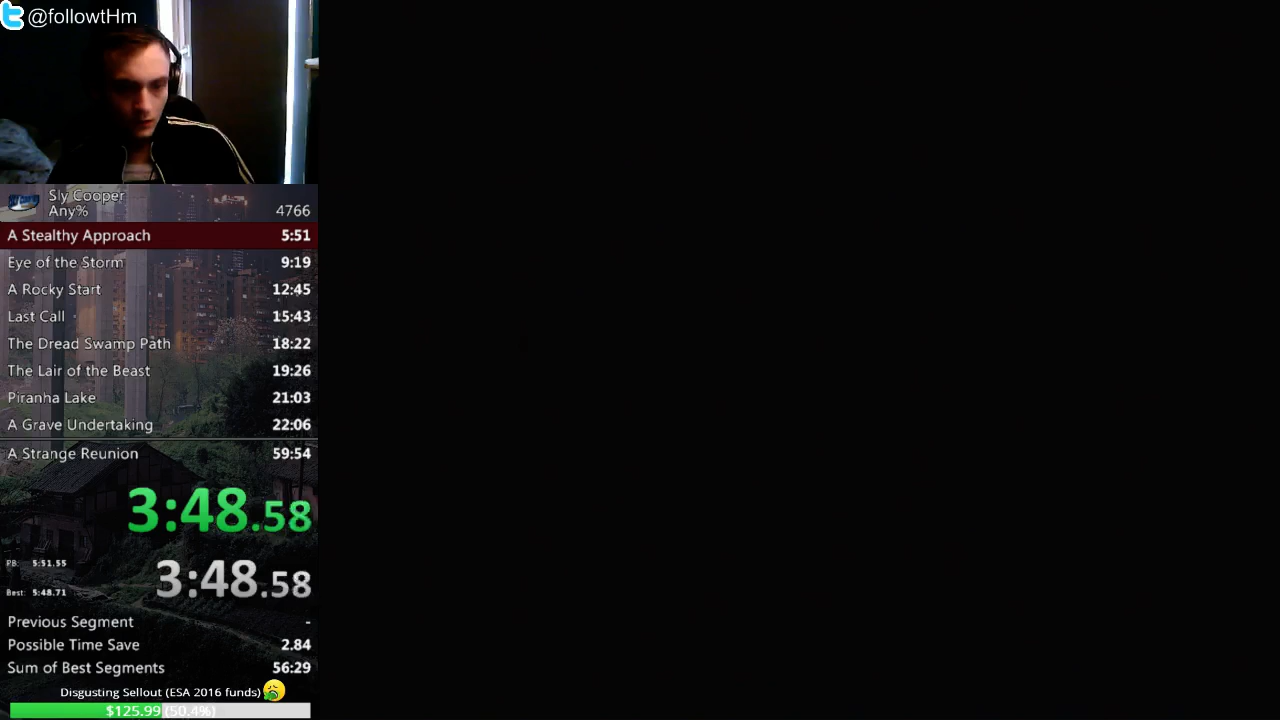 @followtHm
Sly Cooper
Any% 4766
A Stealthy Approach 5:51
Eye of the Storm 9:19
A Rocky Start 12:45
Last Call 15:43
The Dread Swamp Path 18:22
The Lair of the Beast 19:26
Piranha Lake 21:03
A Grave Undertaking 22:06
A Strange Reunion 59:54
3:48.58
PB: 5:51.55
3:48.58
Best: 5:48.71
Previous Segment -
Possible Time Save 2.84
Sum of Best Segments 56:29
Disgusting Sellout (ESA 2016 funds)
$125.99 (50.4%)